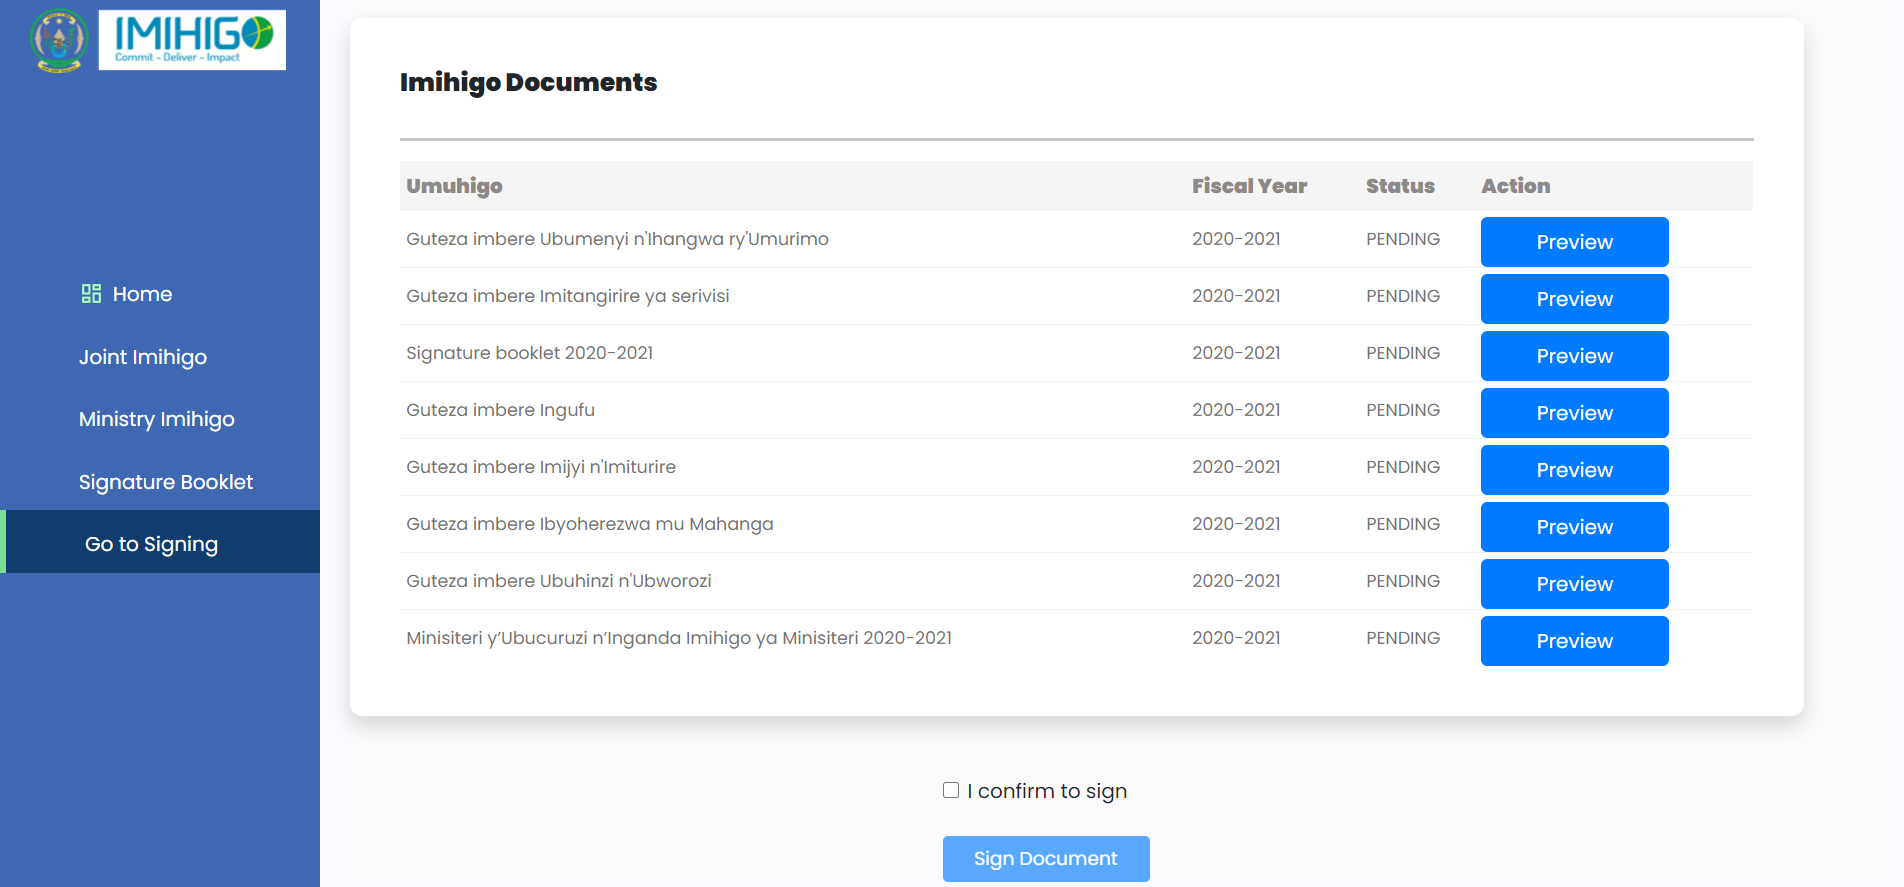 IMIHIGO
Commit - Deliver - Impact
Home
Joint Imihigo
Ministry Imihigo
Signature Booklet
Go to Signing
Imihigo Documents
Umuhigo Fiscal Year Status Action
Guteza imbere Ubumenyi n'Ihangwa ry'Umurimo 2020-2021 PENDING Preview
Guteza imbere Imitangirire ya serivisi 2020-2021 PENDING Preview
Signature booklet 2020-2021 2020-2021 PENDING Preview
Guteza imbere Ingufu 2020-2021 PENDING Preview
Guteza imbere Imijyi n'Imiturire 2020-2021 PENDING Preview
Guteza imbere Ibyoherezwa mu Mahanga 2020-2021 PENDING Preview
Guteza imbere Ubuhinzi n'Ubworozi 2020-2021 PENDING Preview
Minisiteri y’Ubucuruzi n’Inganda Imihigo ya Minisiteri 2020-2021 2020-2021 PENDING Preview
I confirm to sign
Sign Document